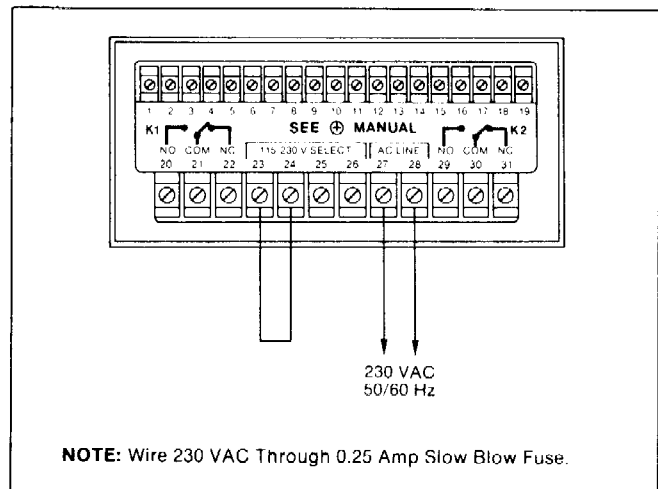 1 2 3 4 5 6 7 8 9 10 11 12 13 14 15 16 17 18 19
K1 SEE ⊕ MANUAL K2
NO COM NC 115 230 V SELECT AC LINE NO COM NC
20 21 22 23 24 25 26 27 28 29 30 31
230 VAC
50/60 Hz
NOTE: Wire 230 VAC Through 0.25 Amp Slow Blow Fuse.